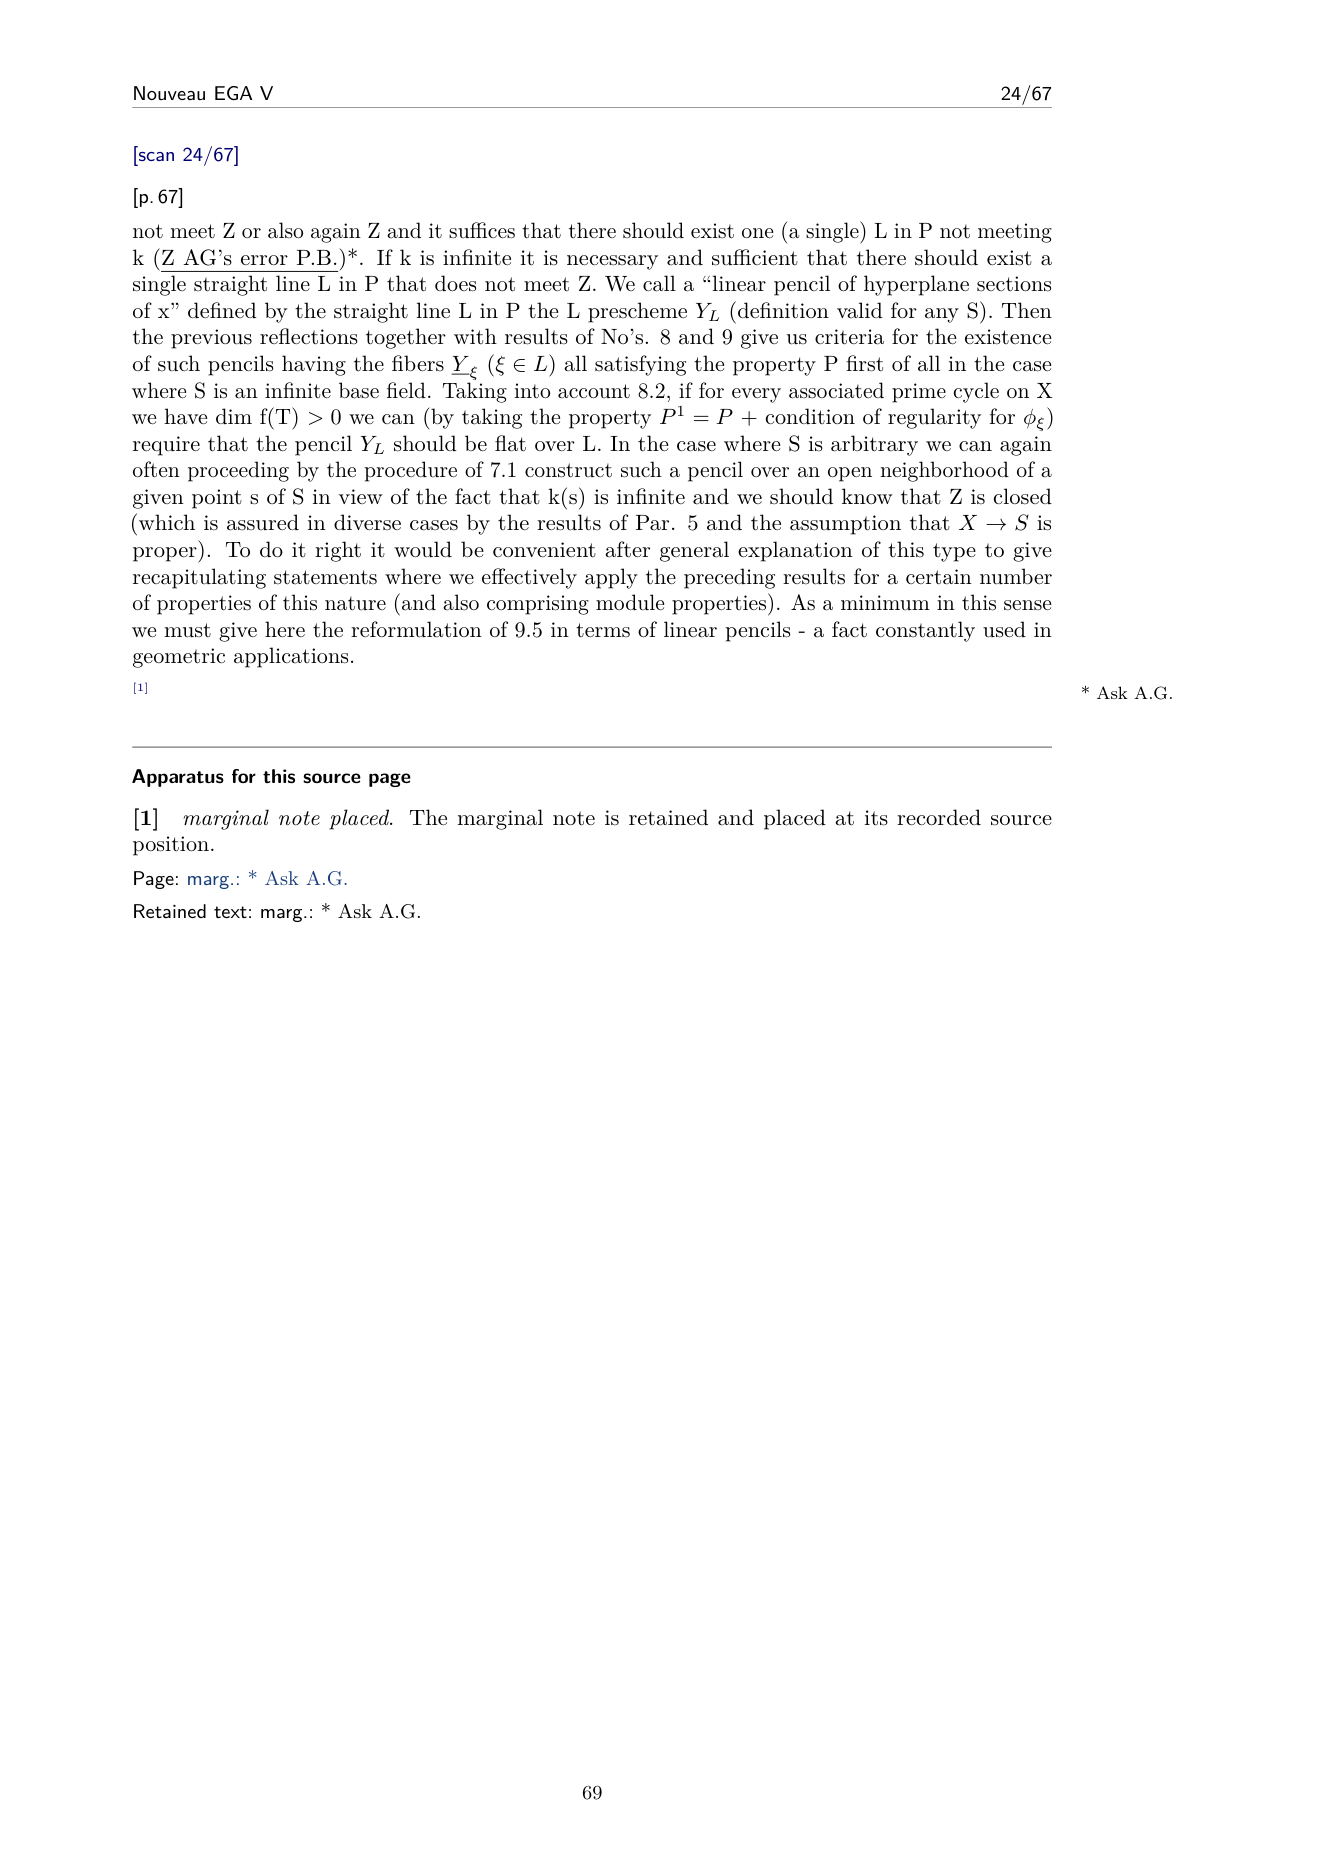 Nouveau EGA V 24/67
[scan 24/67]
[p. 67]
not meet Z or also again Z and it suffices that there should exist one (a single) L in P not meeting
k (Z AG's error P.B.)*. If k is infinite it is necessary and sufficient that there should exist a
single straight line L in P that does not meet Z. We call a “linear pencil of hyperplane sections
of x” defined by the straight line L in P the L prescheme Y_L (definition valid for any S). Then
the previous reflections together with results of No's. 8 and 9 give us criteria for the existence
of such pencils having the fibers Y_ξ (ξ ∈ L) all satisfying the property P first of all in the case
where S is an infinite base field. Taking into account 8.2, if for every associated prime cycle on X
we have dim f(T) > 0 we can (by taking the property P¹ = P + condition of regularity for ϕ_ξ)
require that the pencil Y_L should be flat over L. In the case where S is arbitrary we can again
often proceeding by the procedure of 7.1 construct such a pencil over an open neighborhood of a
given point s of S in view of the fact that k(s) is infinite and we should know that Z is closed
(which is assured in diverse cases by the results of Par. 5 and the assumption that X → S is
proper). To do it right it would be convenient after general explanation of this type to give
recapitulating statements where we effectively apply the preceding results for a certain number
of properties of this nature (and also comprising module properties). As a minimum in this sense
we must give here the reformulation of 9.5 in terms of linear pencils - a fact constantly used in
geometric applications.
[1] * Ask A.G.
Apparatus for this source page
[1] marginal note placed. The marginal note is retained and placed at its recorded source
position.
Page: marg.: * Ask A.G.
Retained text: marg.: * Ask A.G.
69